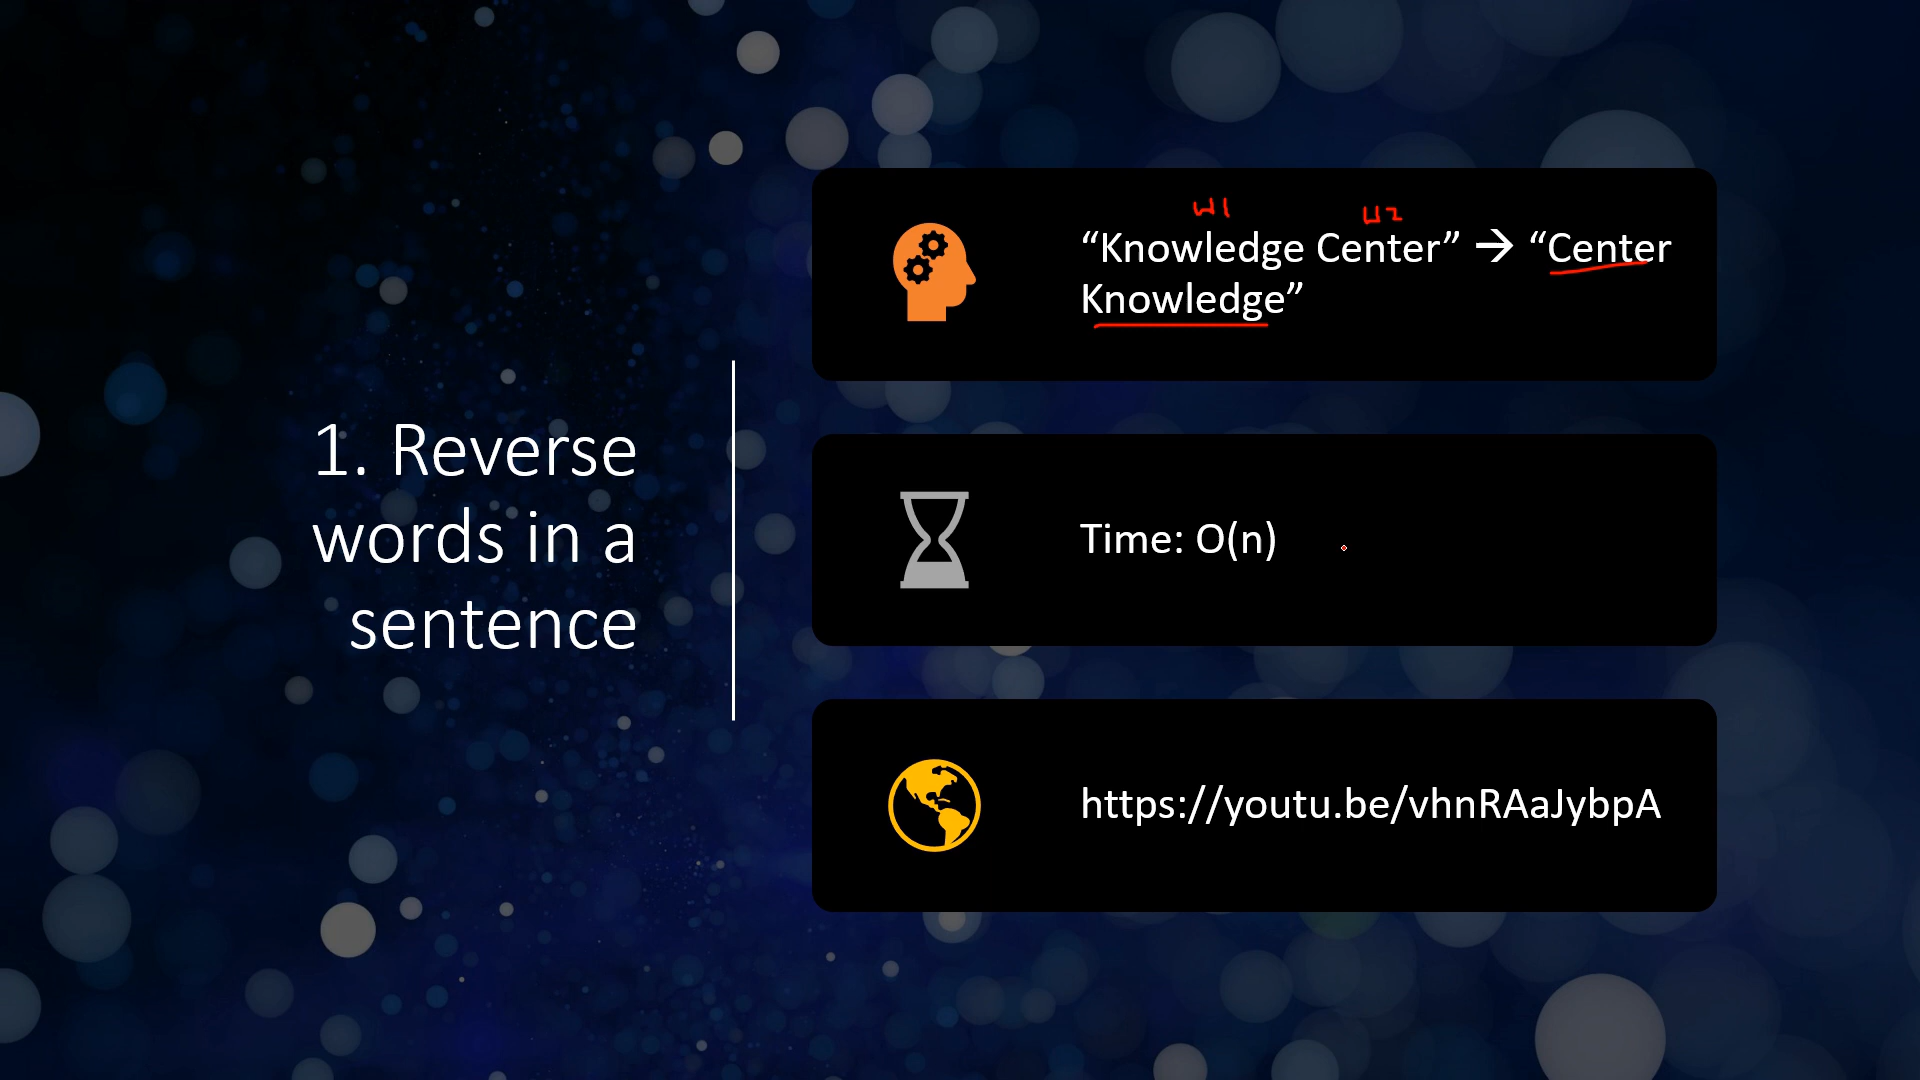 1. Reverse
words in a
sentence
W1 W2
“Knowledge Center” → “Center
Knowledge”
Time: O(n)
https://youtu.be/vhnRAaJybpA